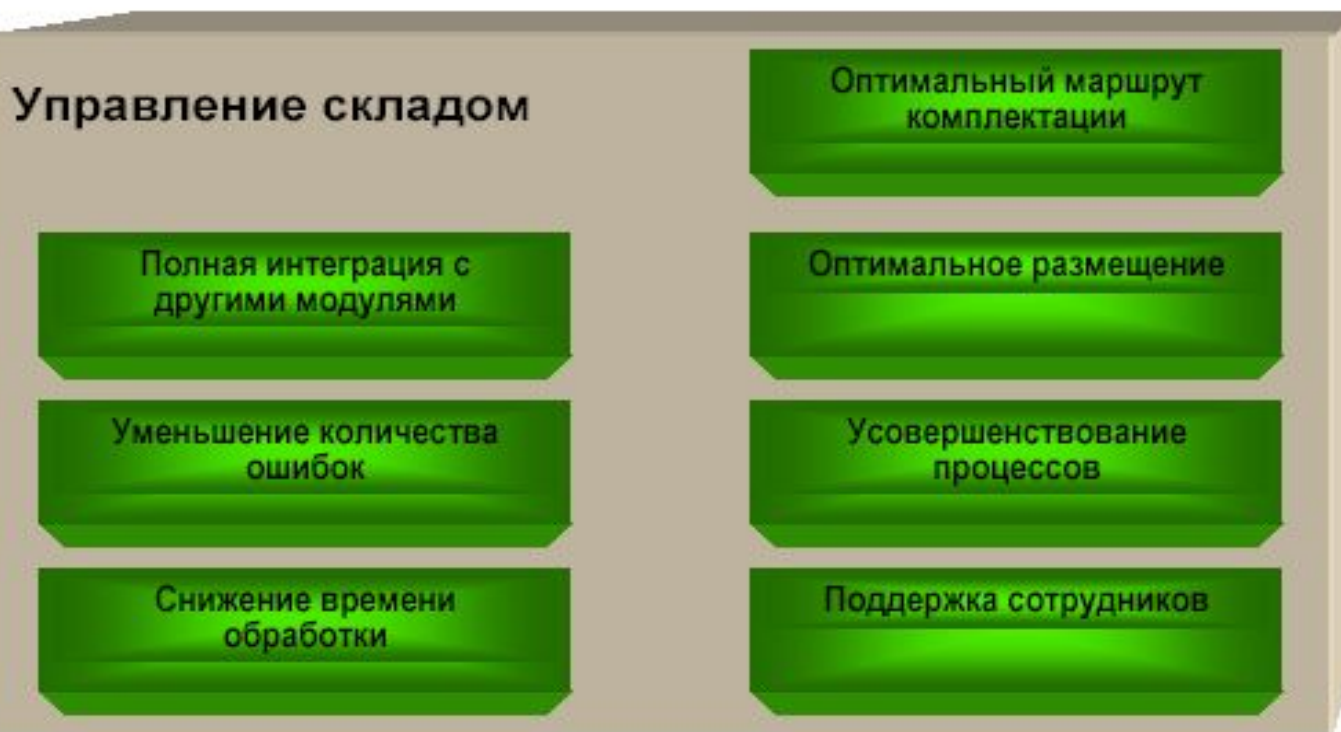 Управление складом
Полная интеграция с
другими модулями
Уменьшение количества
ошибок
Снижение времени
обработки
Оптимальный маршрут
комплектации
Оптимальное размещение
Усовершенствование
процессов
Поддержка сотрудников